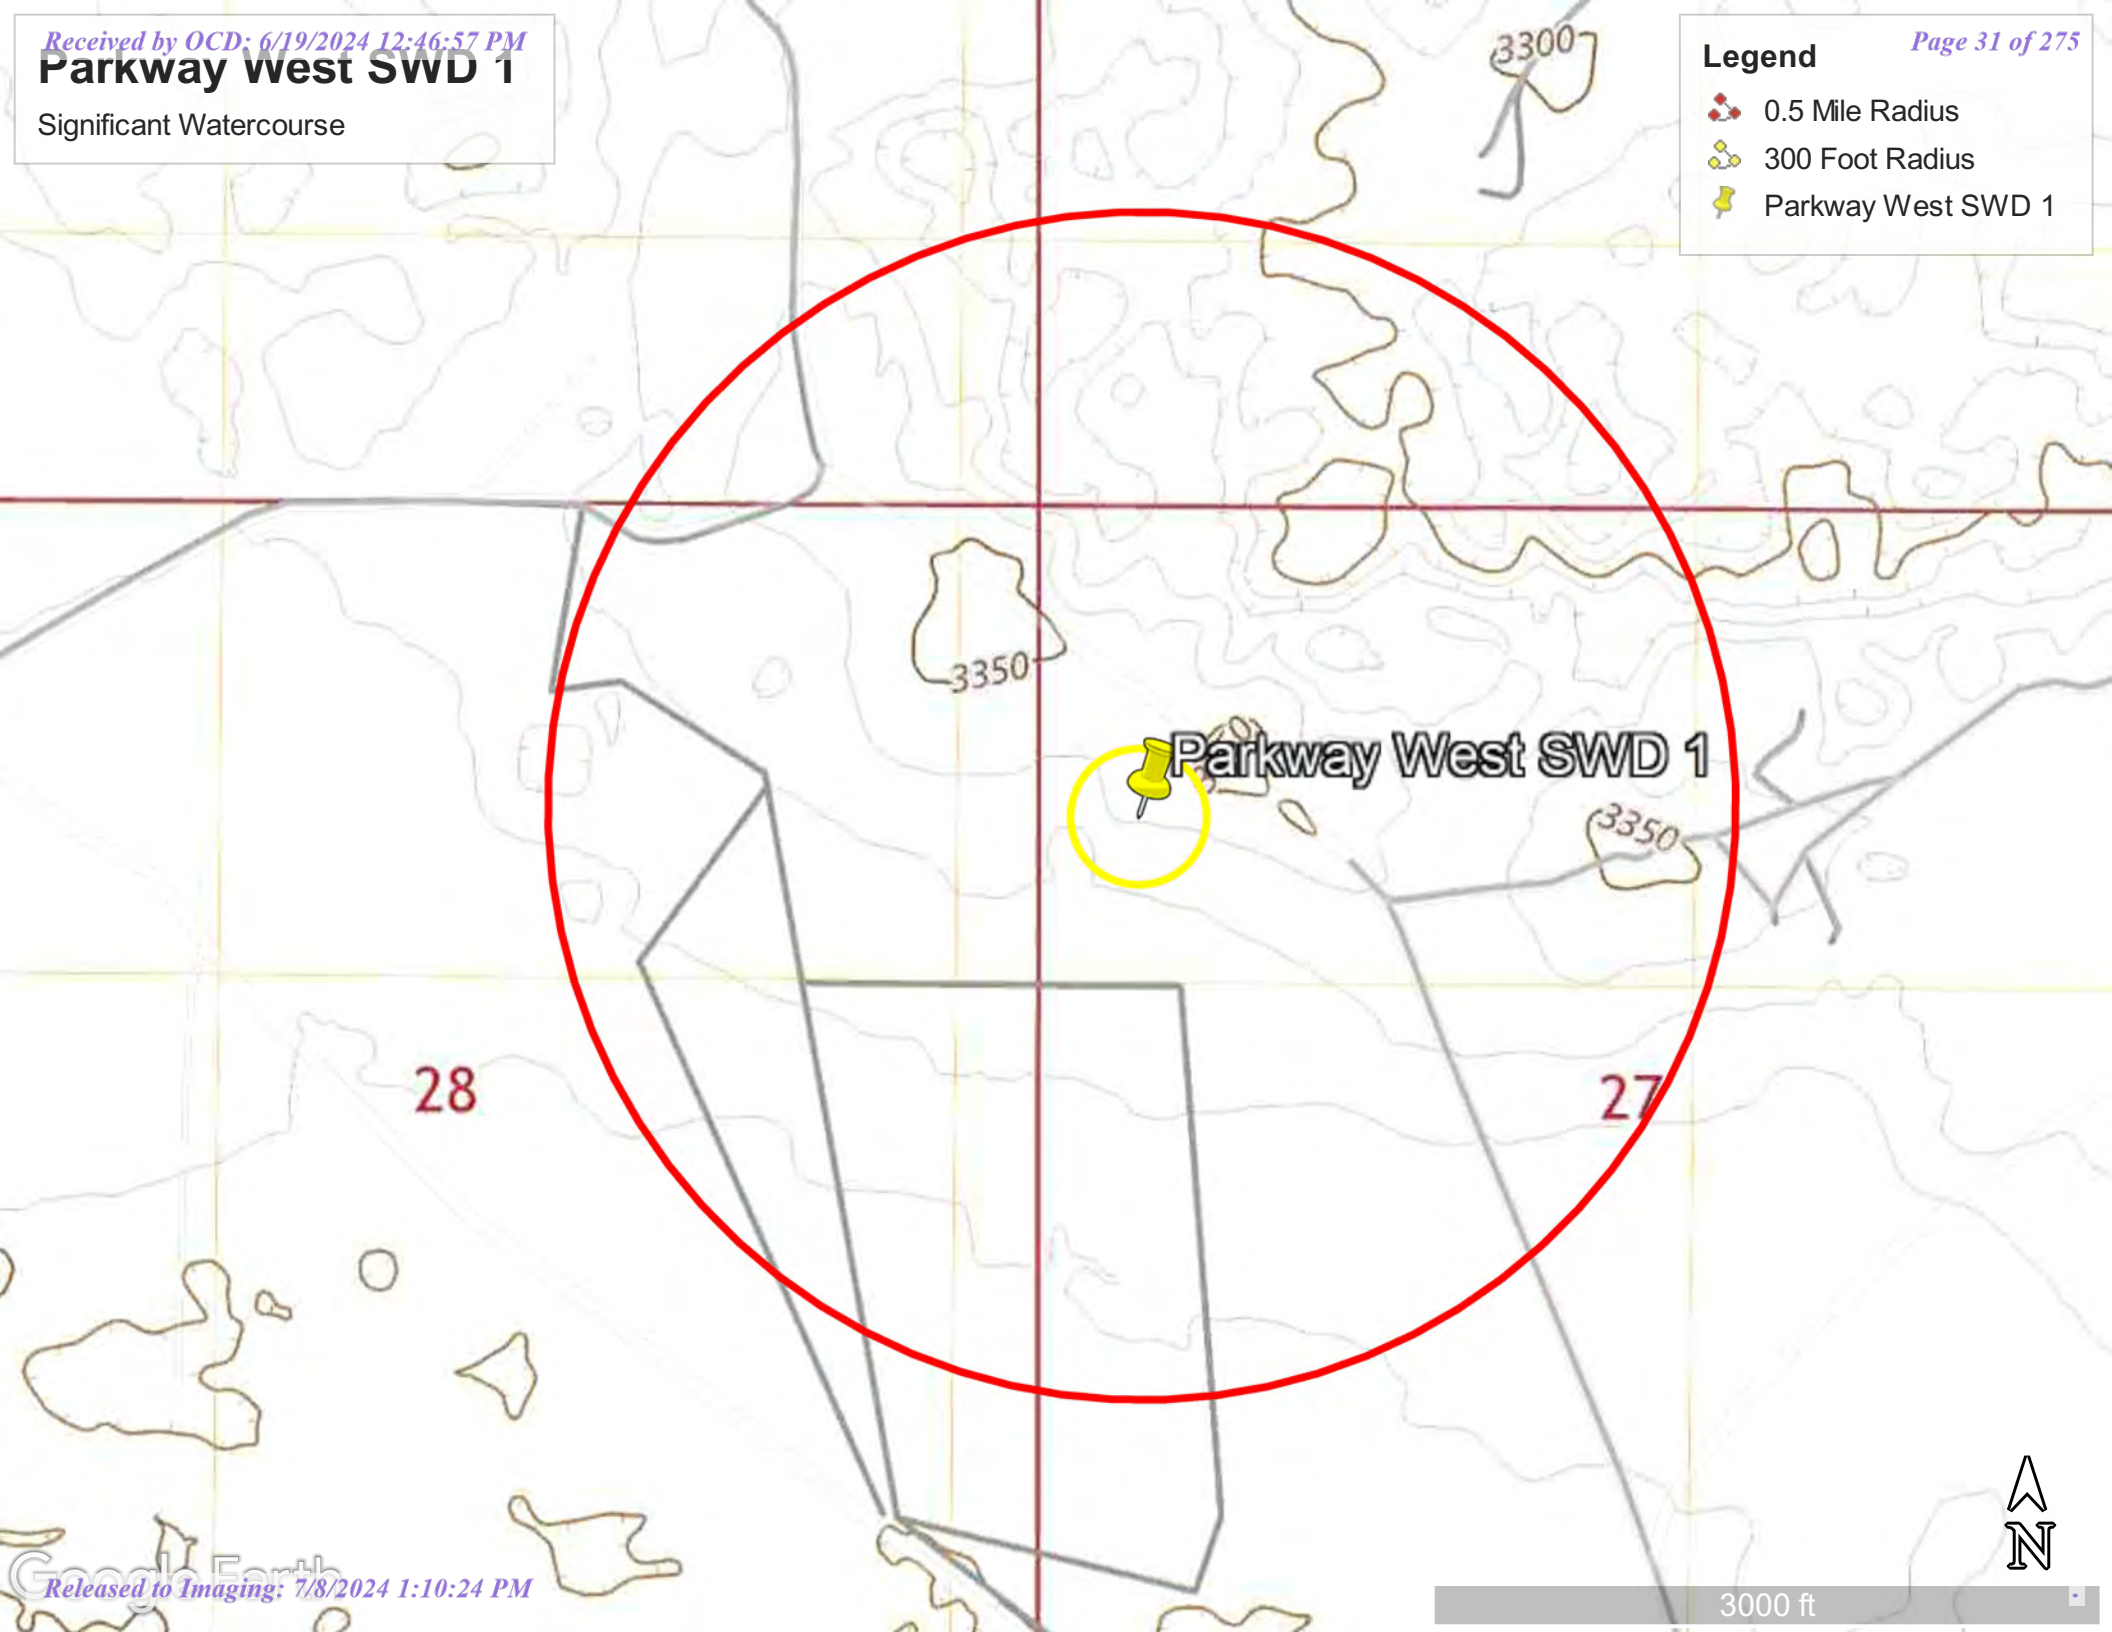 Received by OCD: 6/19/2024 12:46:57 PM
Parkway West SWD 1
Significant Watercourse
Page 31 of 275
Legend
0.5 Mile Radius
300 Foot Radius
Parkway West SWD 1
3300
3350
Parkway West SWD 1
3350
28
27
N
Google Earth
Released to Imaging: 7/8/2024 1:10:24 PM
3000 ft